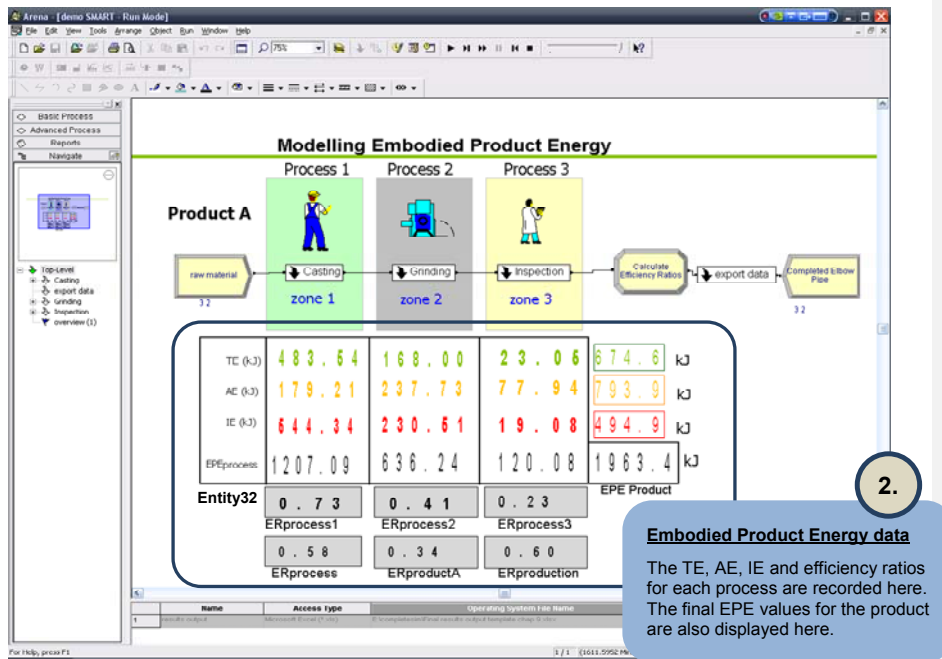 Arena - [demo SMART - Run Mode]
File Edit View Tools Arrange Object Run Window Help
75%
Basic Process
Advanced Process
Reports
Navigate
Top-Level
Casting
export data
Grinding
Inspection
overview (1)
Modelling Embodied Product Energy
Process 1 Process 2 Process 3
Product A
raw material
Casting
Grinding
Inspection
Calculate
Efficiency Ratios
export data
Completed Elbow
Pipe
zone 1 zone 2 zone 3
32
32
TE (kJ) 483.64 168.00 23.06 674.6 kJ
AE (kJ) 179.21 237.73 77.94 793.9 kJ
IE (kJ) 644.34 230.61 19.08 494.9 kJ
EPEprocess 1207.09 636.24 120.08 1963.4 kJ
EPE Product
Entity32 0.73 0.41 0.23
ERprocess1 ERprocess2 ERprocess3
0.58 0.34 0.60
ERprocess ERproductA ERproduction
2.
Embodied Product Energy data
The TE, AE, IE and efficiency ratios
for each process are recorded here.
The final EPE values for the product
are also displayed here.
Name Access Type Operating System File Name
1 results output Microsoft Excel (*.xls)
For Help, press F1
1/1